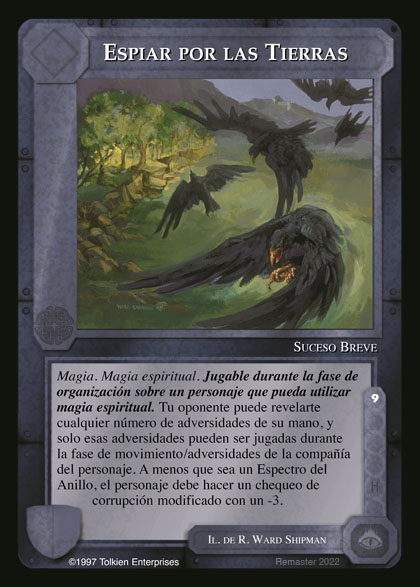 Espiar por las Tierras
Suceso Breve
Magia. Magia espiritual. Jugable durante la fase de
organización sobre un personaje que pueda utilizar
magia espiritual. Tu oponente puede revelarte
cualquier número de adversidades de su mano, y
solo esas adversidades pueden ser jugadas durante
la fase de movimiento/adversidades de la compañía
del personaje. A menos que sea un Espectro del
Anillo, el personaje debe hacer un chequeo de
corrupción modificado con un -3.
9
H
Il. de R. Ward Shipman
©1997 Tolkien Enterprises
Remaster 2022